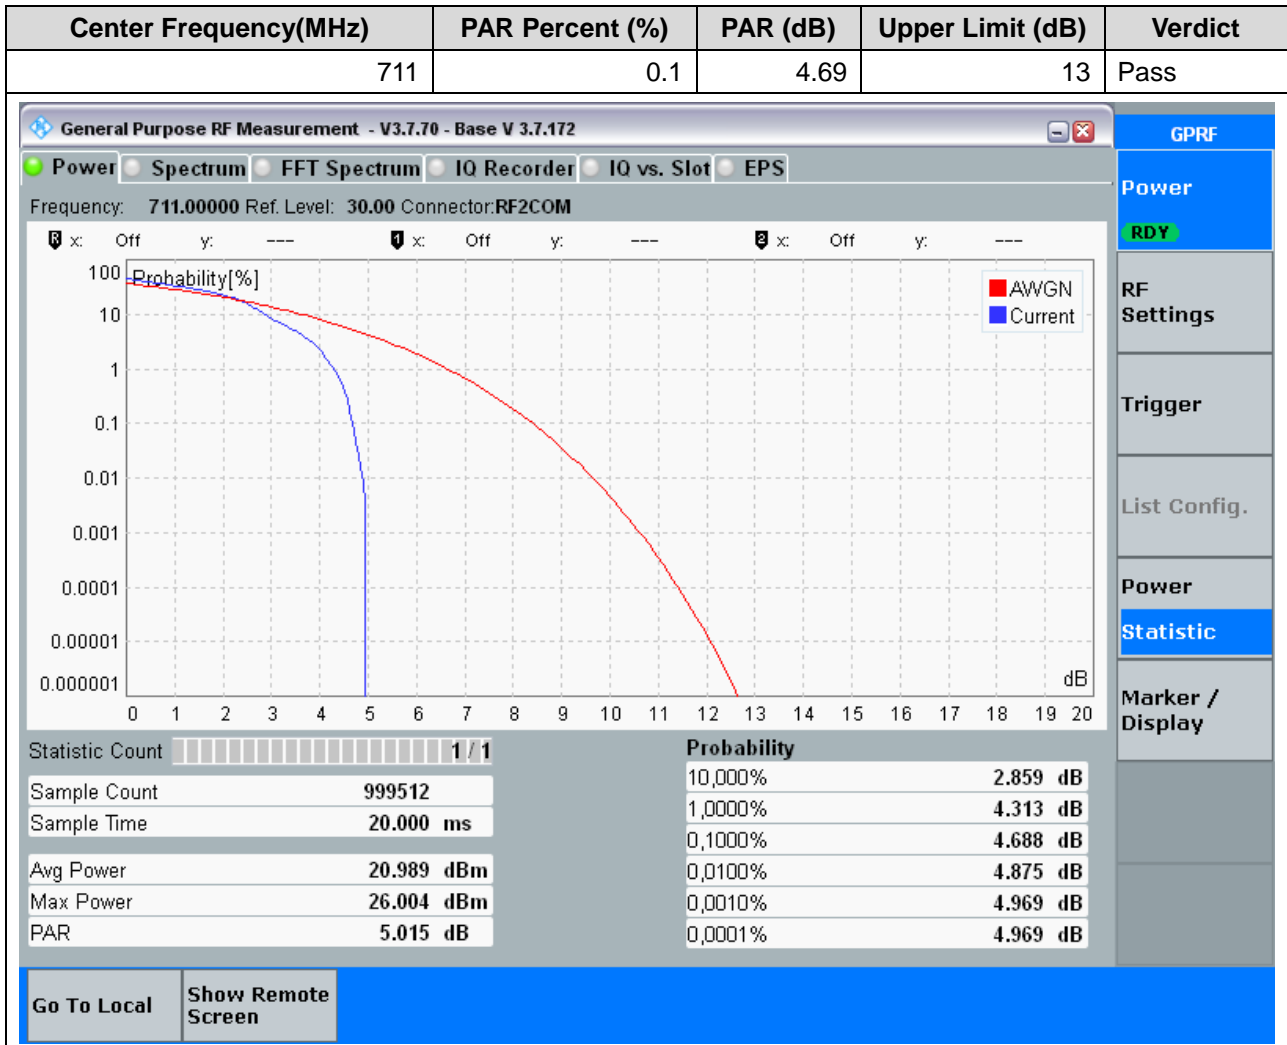 Center Frequency(MHz) PAR Percent (%) PAR (dB) Upper Limit (dB) Verdict
711 0.1 4.69 13 Pass
General Purpose RF Measurement - V3.7.70 - Base V 3.7.172
GPRF
Power Spectrum FFT Spectrum IQ Recorder IQ vs. Slot EPS
Power
RDY
Frequency: 711.00000 Ref. Level: 30.00 Connector:RF2COM
R x: Off y: --- 1 x: Off y: --- 2 x: Off y: ---
RF
Settings
Trigger
List Config.
Power
Statistic
Marker /
Display
Probability[%]
AWGN
Current
100
10
1
0.1
0.01
0.001
0.0001
0.00001
0.000001
dB
0 1 2 3 4 5 6 7 8 9 10 11 12 13 14 15 16 17 18 19 20
Statistic Count 1 / 1
Sample Count 999512
Sample Time 20.000 ms
Avg Power 20.989 dBm
Max Power 26.004 dBm
PAR 5.015 dB
Probability
10,000% 2.859 dB
1,0000% 4.313 dB
0,1000% 4.688 dB
0,0100% 4.875 dB
0,0010% 4.969 dB
0,0001% 4.969 dB
Go To Local
Show Remote
Screen